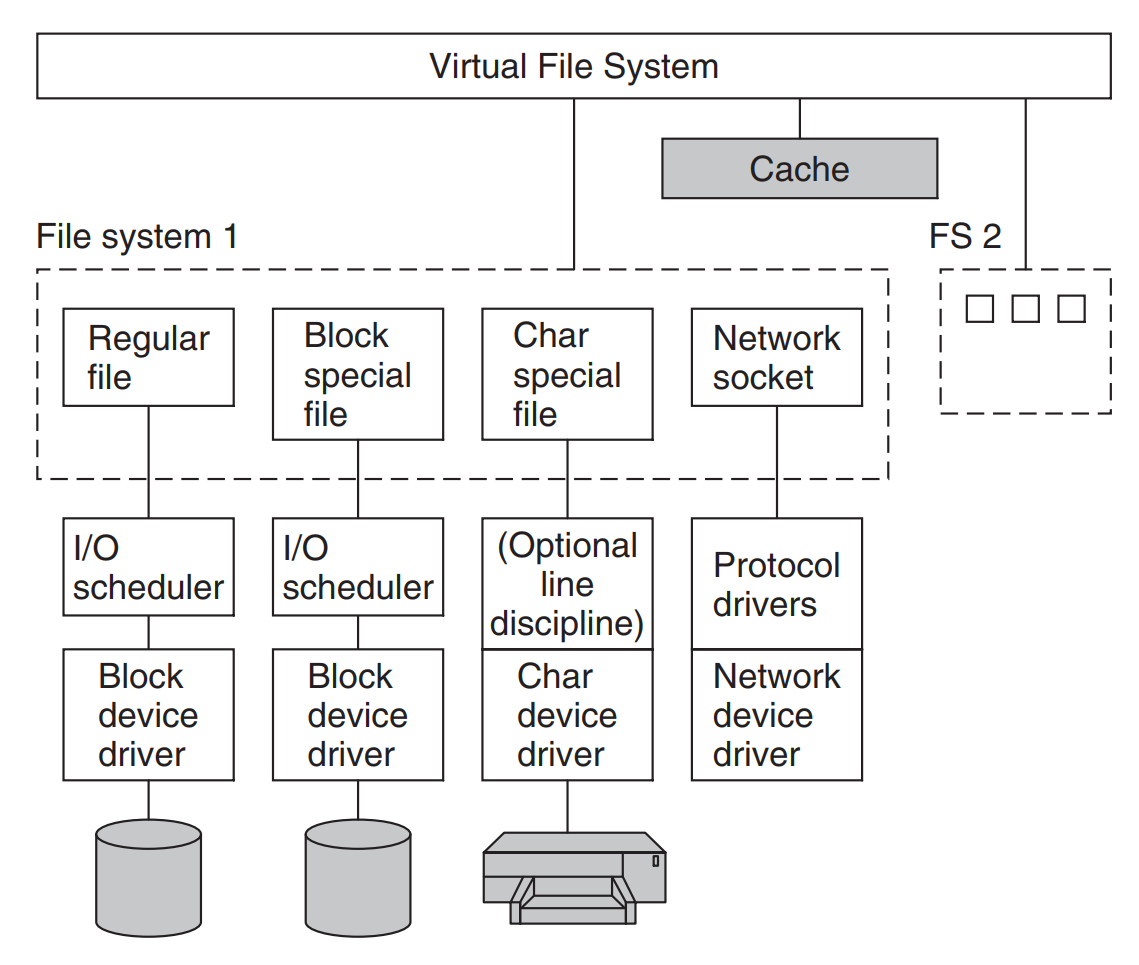 Virtual File System
Cache
File system 1
FS 2
Regular
file
Block
special
file
Char
special
file
Network
socket
I/O
scheduler
I/O
scheduler
(Optional
line
discipline)
Protocol
drivers
Block
device
driver
Block
device
driver
Char
device
driver
Network
device
driver